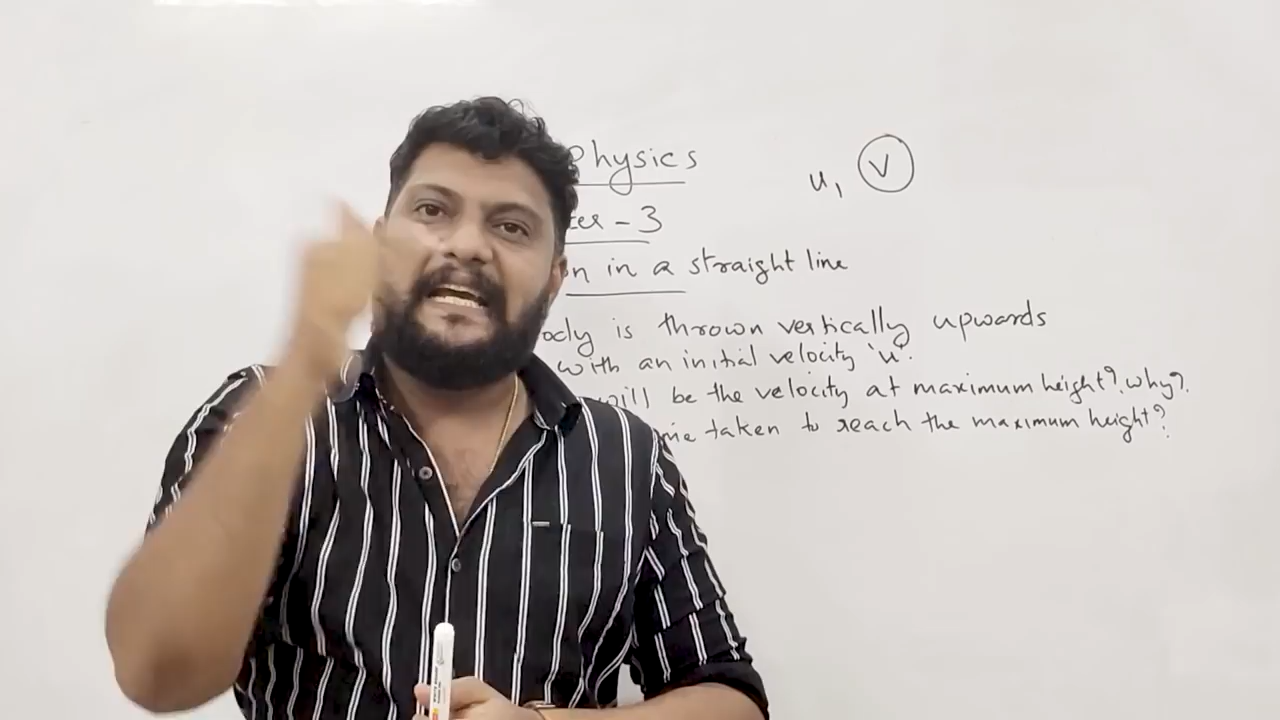 Physics
u, v
ter - 3
n in a straight line
ody is thrown vertically upwards
with an initial velocity 'u'.
will be the velocity at maximum height? why?
me taken to reach the maximum height?